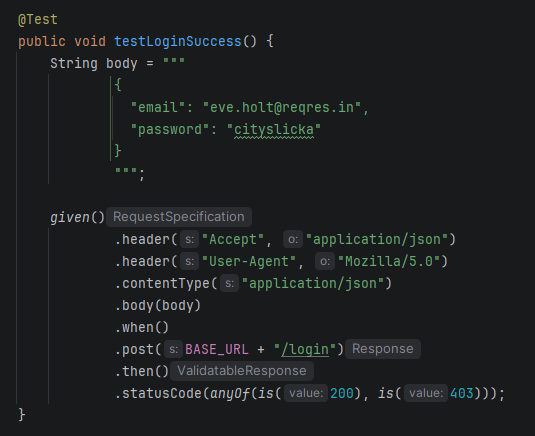 @Test
public void testLoginSuccess() {
    String body = """
            {
              "email": "eve.holt@reqres.in",
              "password": "cityslicka"
            }
            """;

    given() RequestSpecification
            .header( s: "Accept", o: "application/json")
            .header( s: "User-Agent", o: "Mozilla/5.0")
            .contentType( s: "application/json")
            .body(body)
            .when()
            .post( s: BASE_URL + "/login") Response
            .then() ValidatableResponse
            .statusCode(anyOf(is( value: 200), is( value: 403)));
}